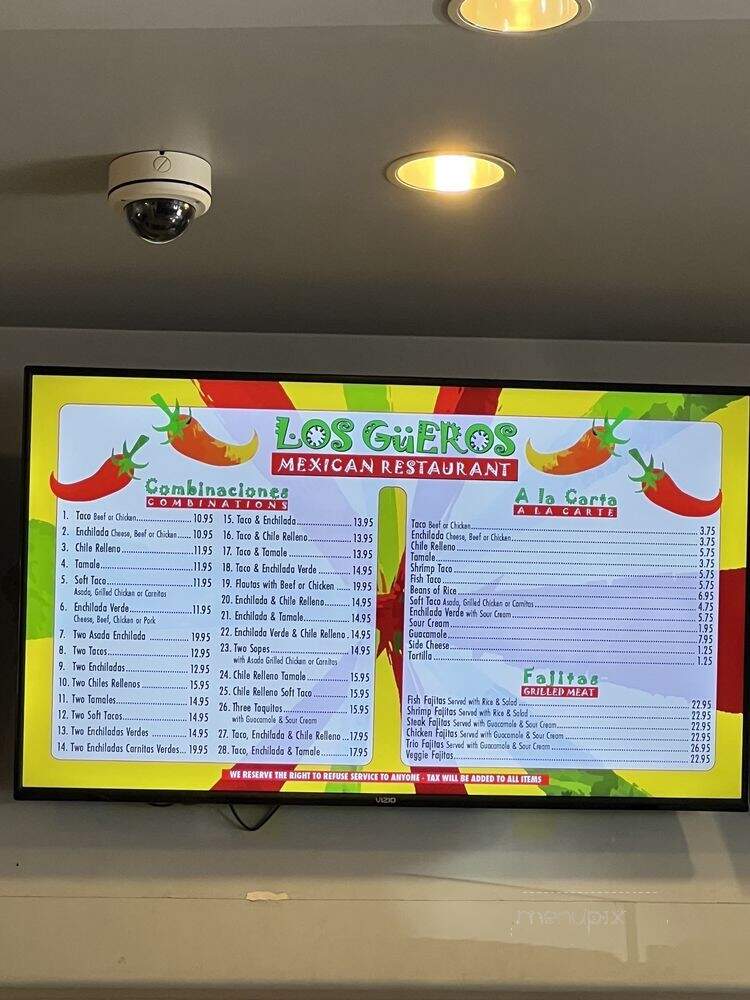 LOS GüEROS
MEXICAN RESTAURANT
Combinaciones
COMBINATIONS
1. Taco Beef or Chicken 10.95
2. Enchilada Cheese, Beef or Chicken 10.95
3. Chile Relleno 11.95
4. Tamale 11.95
5. Soft Taco 11.95
Asada, Grilled Chicken or Carnitas
6. Enchilada Verde 11.95
Cheese, Beef, Chicken or Pork
7. Two Asada Enchilada 19.95
8. Two Tacos 12.95
9. Two Enchiladas 12.95
10. Two Chiles Rellenos 15.95
11. Two Tamales 14.95
12. Two Soft Tacos 14.95
13. Two Enchiladas Verdes 14.95
14. Two Enchiladas Carnitas Verdes 19.95
15. Taco & Enchilada 13.95
16. Taco & Chile Relleno 13.95
17. Taco & Tamale 13.95
18. Taco & Enchilada Verde 14.95
19. Flautas with Beef or Chicken 19.95
20. Enchilada & Chile Relleno 14.95
21. Enchilada & Tamale 14.95
22. Enchilada Verde & Chile Relleno 14.95
23. Two Sopes 14.95
with Asada Grilled Chicken or Carnitas
24. Chile Relleno Tamale 15.95
25. Chile Relleno Soft Taco 15.95
26. Three Taquitos 15.95
with Guacamole & Sour Cream
27. Taco, Enchilada & Chile Relleno 17.95
28. Taco, Enchilada & Tamale 17.95
A la Carta
A LA CARTE
Taco Beef or Chicken 3.75
Enchilada Cheese, Beef or Chicken 3.75
Chile Relleno 5.75
Tamale 3.75
Shrimp Taco 5.75
Fish Taco 5.75
Beans of Rice 6.95
Soft Taco Asada, Grilled Chicken or Carnitas 4.75
Enchilada Verde with Sour Cream 5.75
Sour Cream 1.95
Guacamole 7.95
Side Cheese 1.25
Tortilla 1.25
Fajitas
GRILLED MEAT
Fish Fajitas Served with Rice & Salad 22.95
Shrimp Fajitas Served with Rice & Salad 22.95
Steak Fajitas Served with Guacamole & Sour Cream 22.95
Chicken Fajitas Served with Guacamole & Sour Cream 22.95
Trio Fajitas Served with Guacamole & Sour Cream 26.95
Veggie Fajitas 22.95
WE RESERVE THE RIGHT TO REFUSE SERVICE TO ANYONE - TAX WILL BE ADDED TO ALL ITEMS
VIZIO
menupix